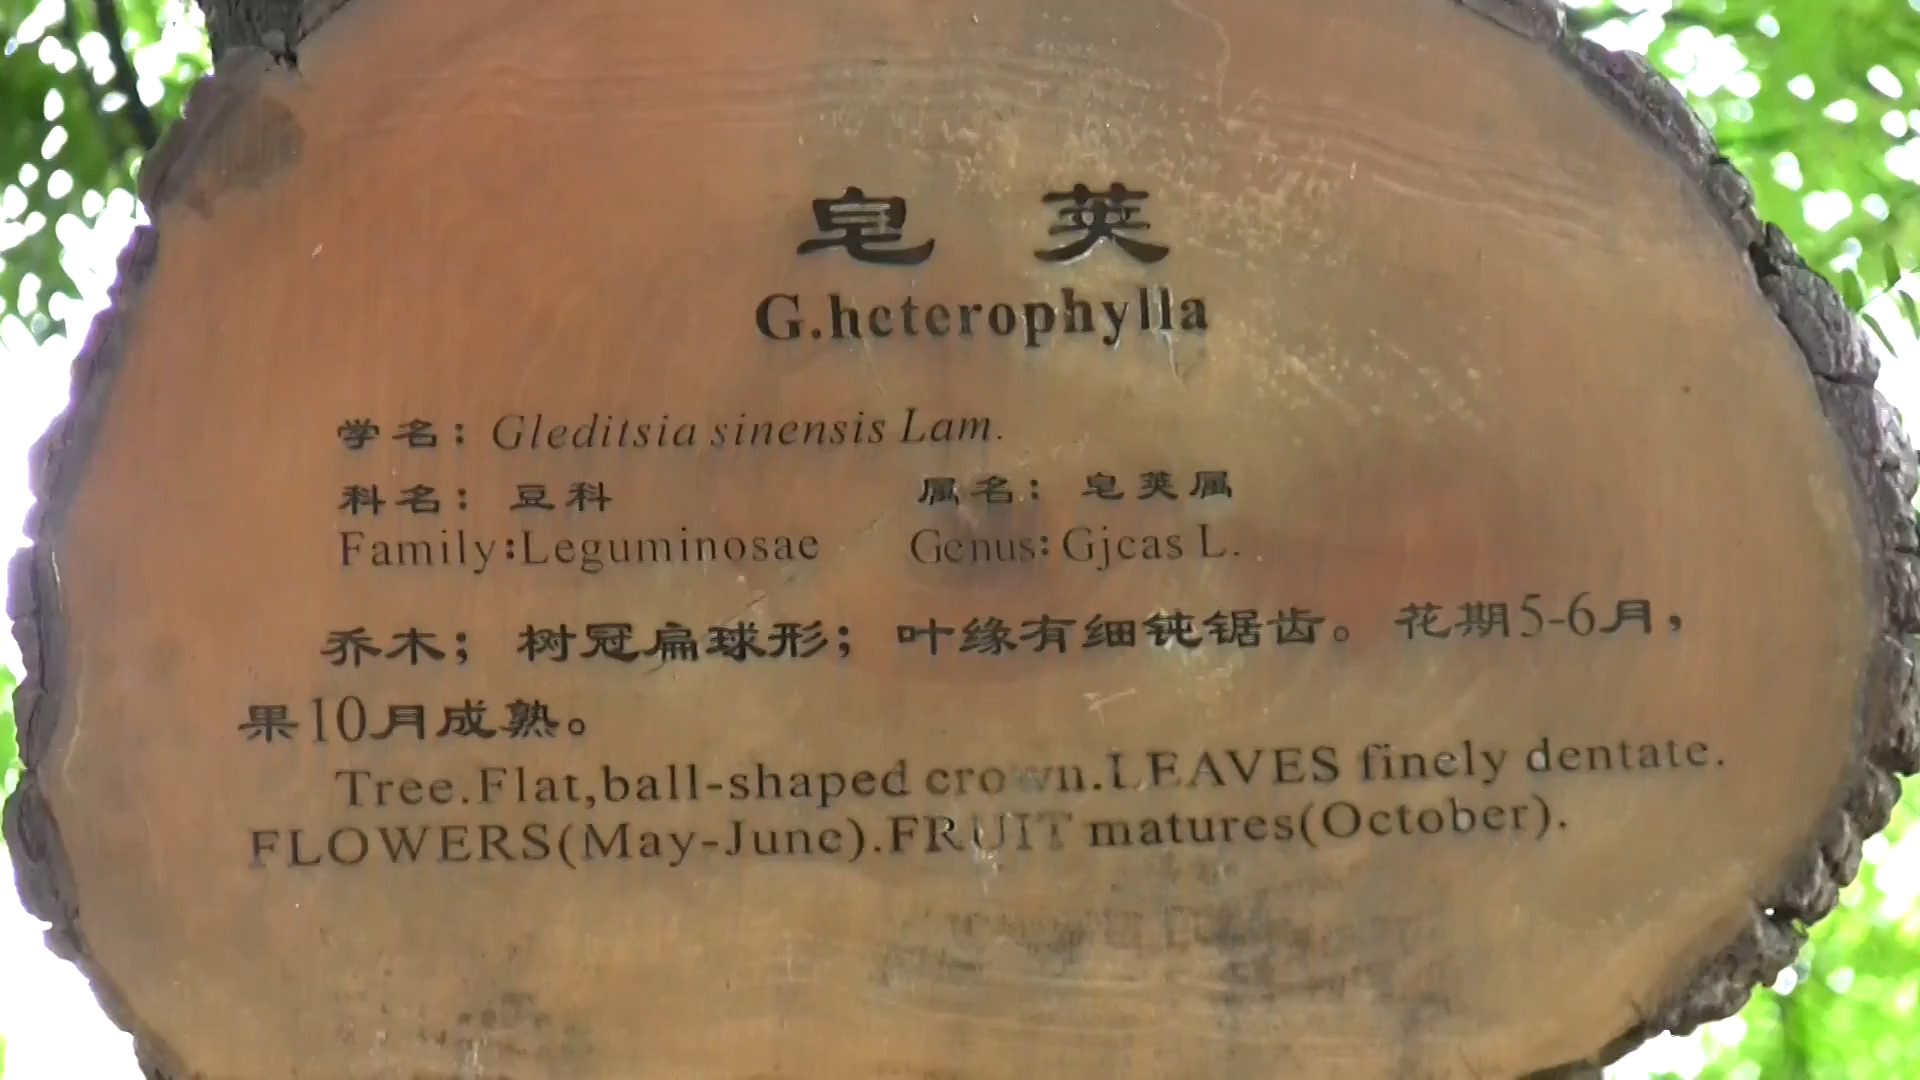 皂 荚
G.heterophylla
学名：Gleditsia sinensis Lam.
科名：豆科 属名：皂荚属
Family:Leguminosae Genus:Gjeas L.
乔木；树冠扁球形；叶缘有细钝锯齿。花期5-6月，
果10月成熟。
Tree.Flat,ball-shaped crown.LEAVES finely dentate.
FLOWERS(May-June).FRUIT matures(October).